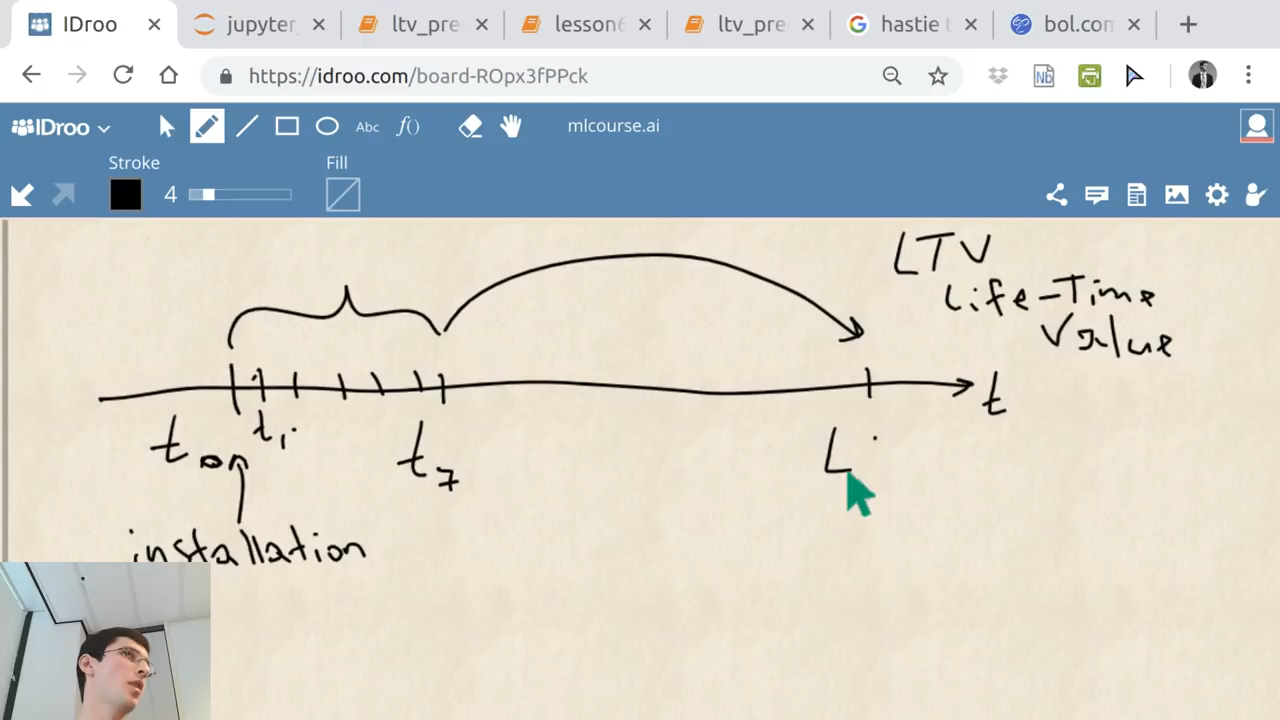 IDroo
jupyter_
ltv_pre
lesson6
ltv_pre
hastie t
bol.com
https://idroo.com/board-ROpx3fPPck
IDroo
Abc
f()
mlcourse.ai
Stroke
Fill
4
LTV
Life-Time
Value
t
t₁
t₀
t₇
L
installation